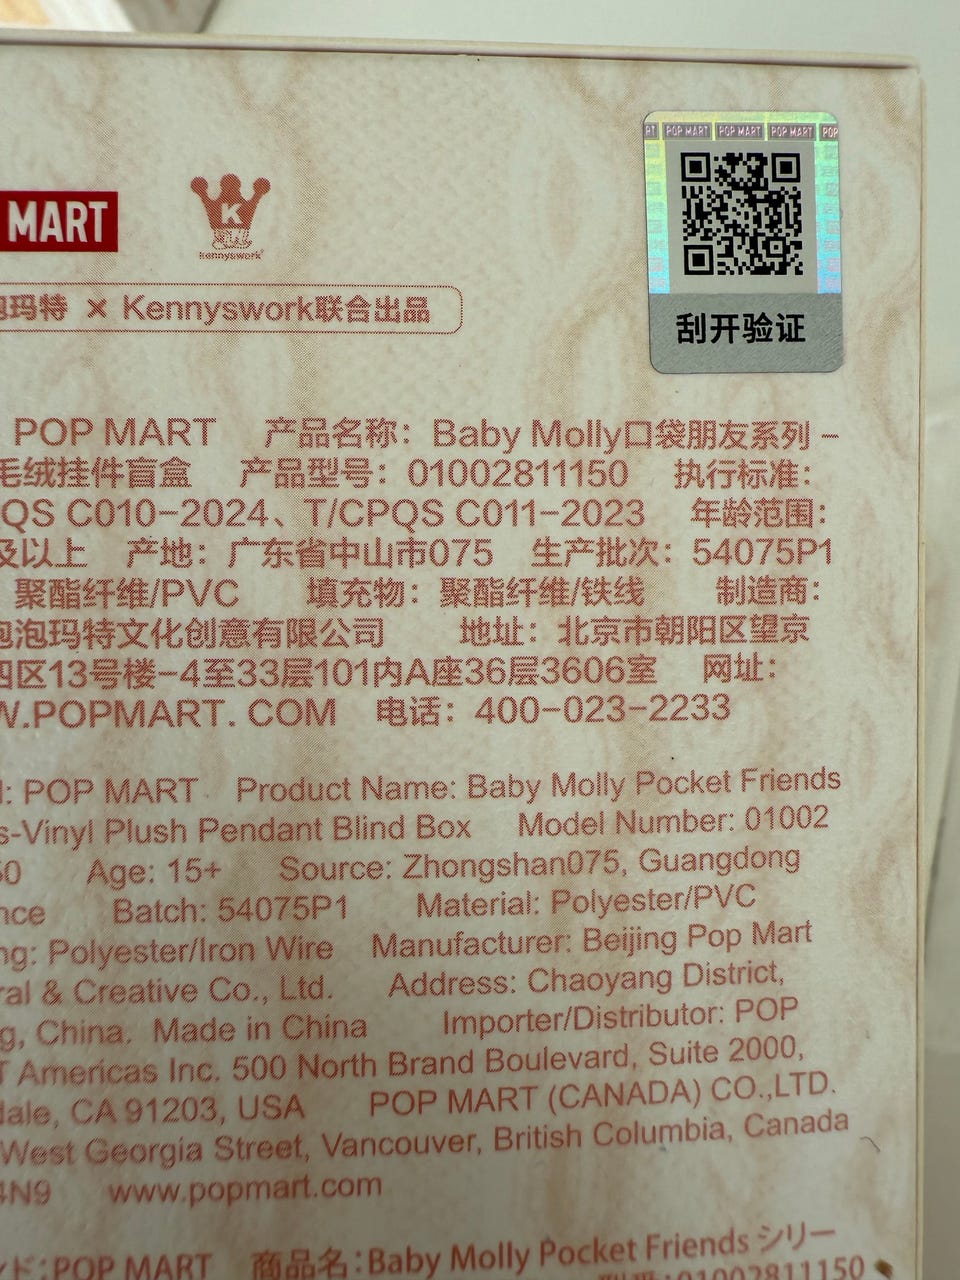 POP MART POP MART POP MART
MART
K
kennyswork
刮开验证
玛特 × Kennyswork联合出品
POP MART 产品名称：Baby Molly口袋朋友系列－
毛绒挂件盲盒 产品型号：01002811150 执行标准：
QS C010-2024、T/CPQS C011-2023 年龄范围：
及以上 产地：广东省中山市075 生产批次：54075P1
聚酯纤维/PVC 填充物：聚酯纤维/铁线 制造商：
泡玛特文化创意有限公司 地址：北京市朝阳区望京
四区13号楼-4至33层101内A座36层3606室 网址：
W.POPMART. COM 电话：400-023-2233
: POP MART Product Name: Baby Molly Pocket Friends
s-Vinyl Plush Pendant Blind Box Model Number: 01002
50 Age: 15+ Source: Zhongshan075, Guangdong
nce Batch: 54075P1 Material: Polyester/PVC
ng: Polyester/Iron Wire Manufacturer: Beijing Pop Mart
ral & Creative Co., Ltd. Address: Chaoyang District,
g, China. Made in China Importer/Distributor: POP
T Americas Inc. 500 North Brand Boulevard, Suite 2000,
dale, CA 91203, USA POP MART (CANADA) CO.,LTD.
West Georgia Street, Vancouver, British Columbia, Canada
4N9 www.popmart.com
ド：POP MART 商品名：Baby Molly Pocket Friends シリー
型番：01002811150